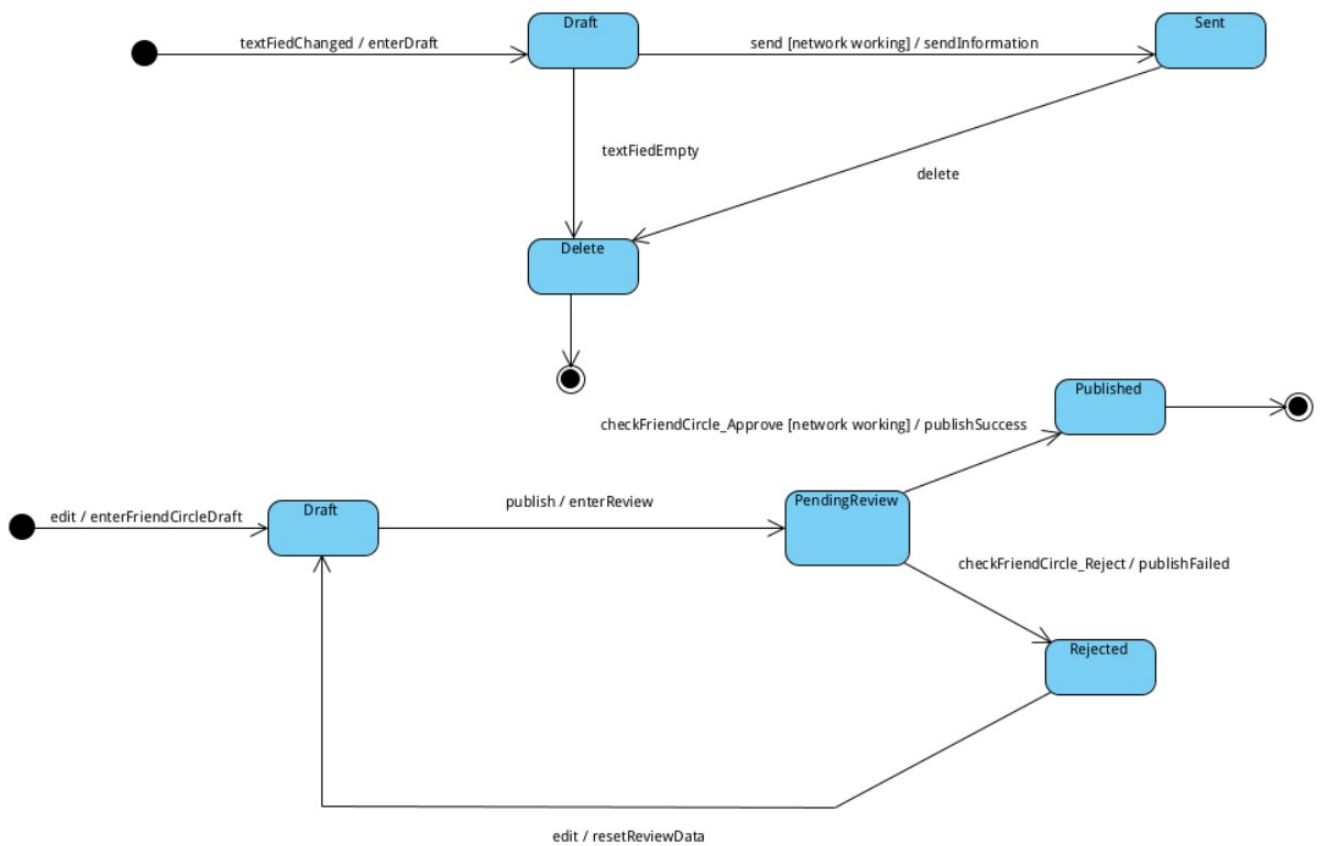 Draft
Sent
textFiedChanged / enterDraft
send [network working] / sendInformation
textFiedEmpty
delete
Delete
Published
checkFriendCircle_Approve [network working] / publishSuccess
edit / enterFriendCircleDraft
Draft
publish / enterReview
PendingReview
checkFriendCircle_Reject / publishFailed
Rejected
edit / resetReviewData